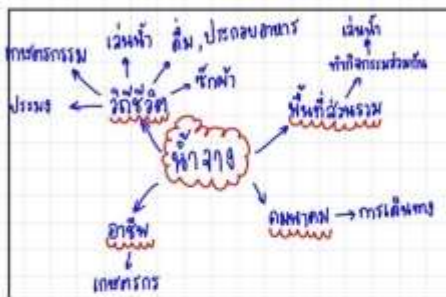 เล่นน้ำ
ดื่ม, ประกอบอาหาร
เล่นน้ำ
เกษตรกรรม
ทำกิจกรรมร่วมกัน
ซักผ้า
ประมง
วิถีชีวิต
พื้นที่ส่วนรวม
น้ำจาง
คมนาคม → การเดินทาง
อาชีพ
เกษตรกร